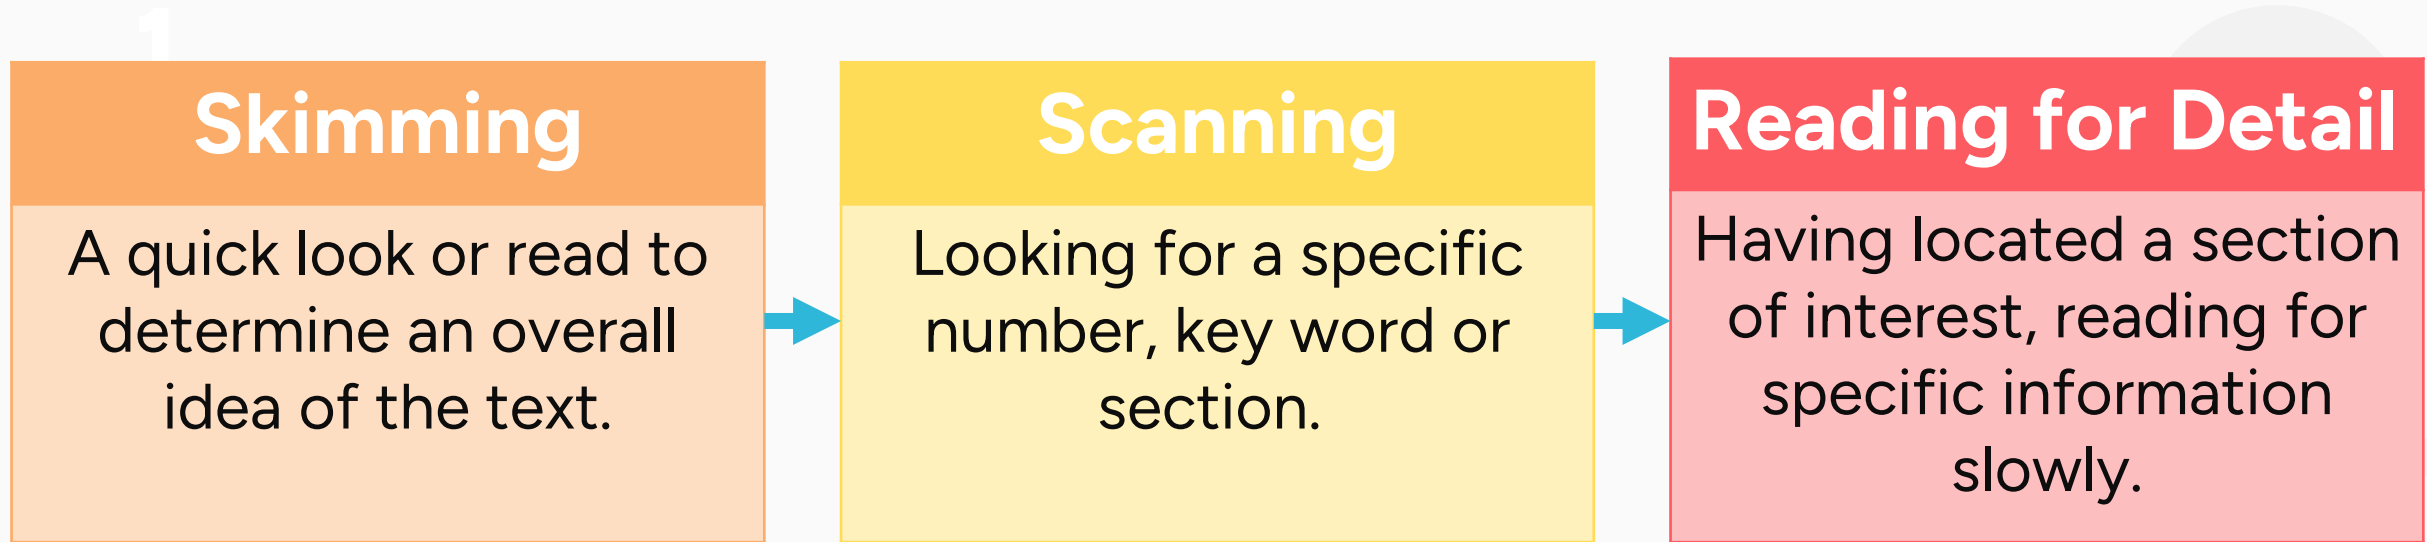 1
Skimming
A quick look or read to
determine an overall
idea of the text.
Scanning
Looking for a specific
number, key word or
section.
Reading for Detail
Having located a section
of interest, reading for
specific information
slowly.